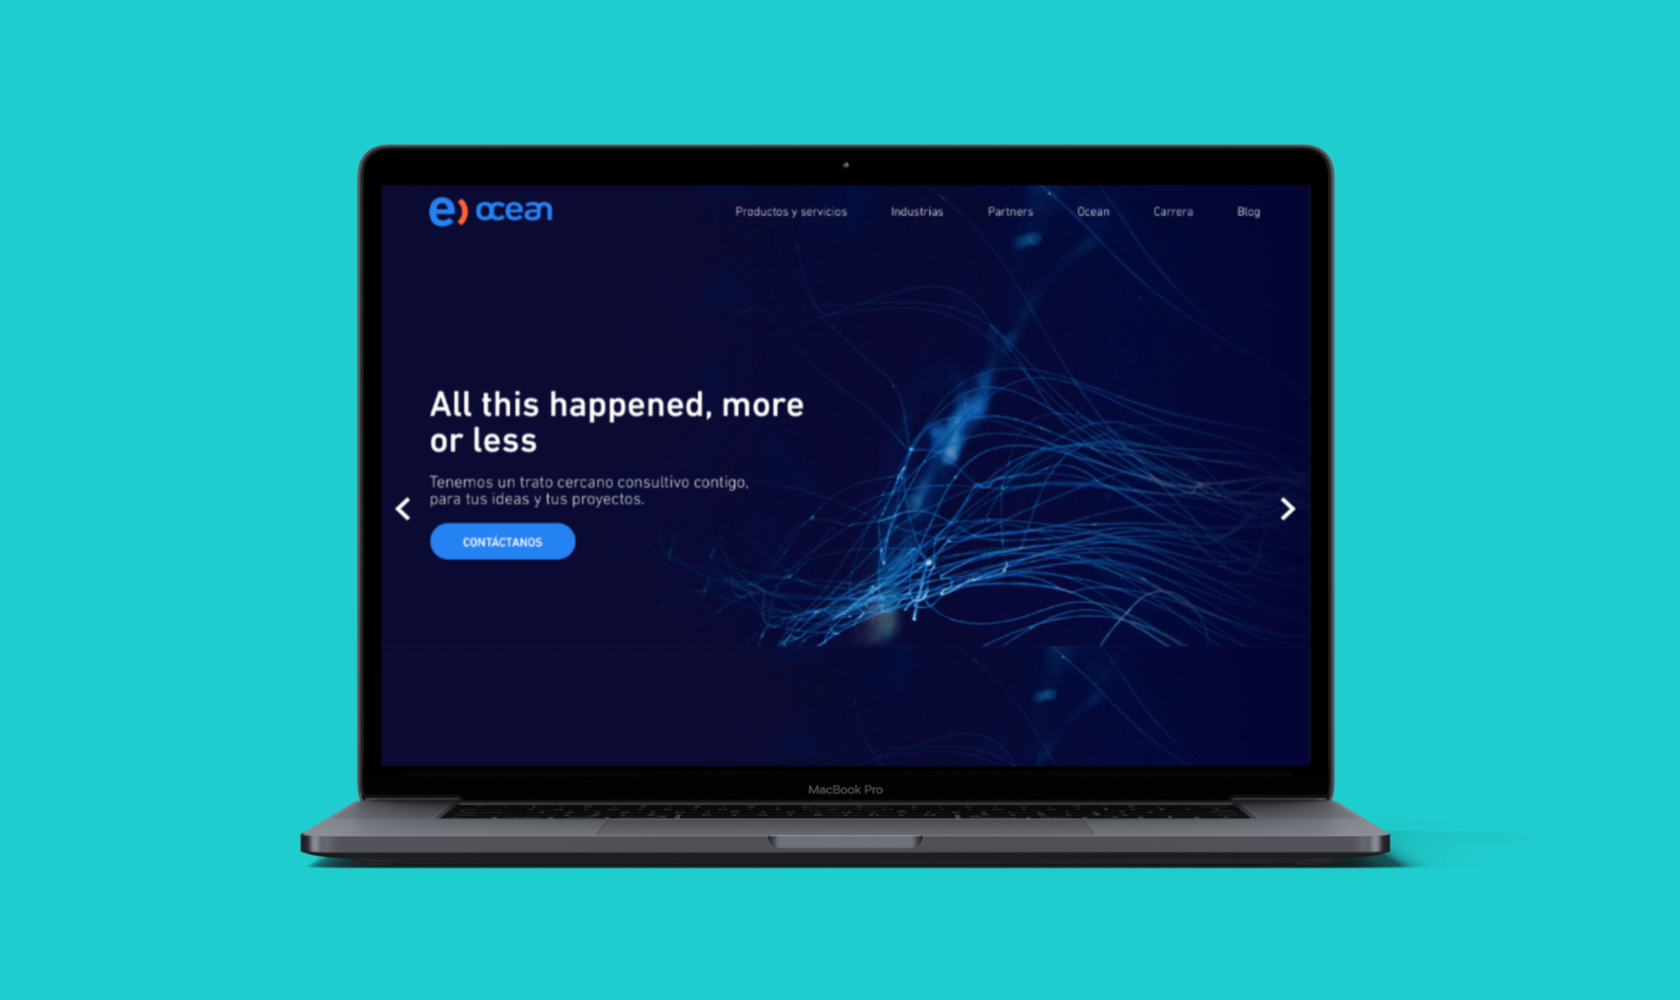 e) ocean
Productos y servicios
Industrias
Partners
Ocean
Carrera
Blog
All this happened, more
or less
Tenemos un trato cercano consultivo contigo,
para tus ideas y tus proyectos.
CONTÁCTANOS
MacBook Pro